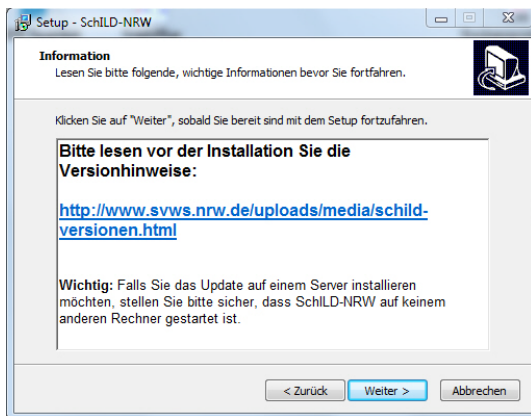 Setup - SchILD-NRW
Information
Lesen Sie bitte folgende, wichtige Informationen bevor Sie fortfahren.
Klicken Sie auf "Weiter", sobald Sie bereit sind mit dem Setup fortzufahren.
Bitte lesen vor der Installation Sie die
Versionhinweise:
http://www.svws.nrw.de/uploads/media/schild-
versionen.html
Wichtig: Falls Sie das Update auf einem Server installieren
möchten, stellen Sie bitte sicher, dass SchILD-NRW auf keinem
anderen Rechner gestartet ist.
< Zurück Weiter > Abbrechen